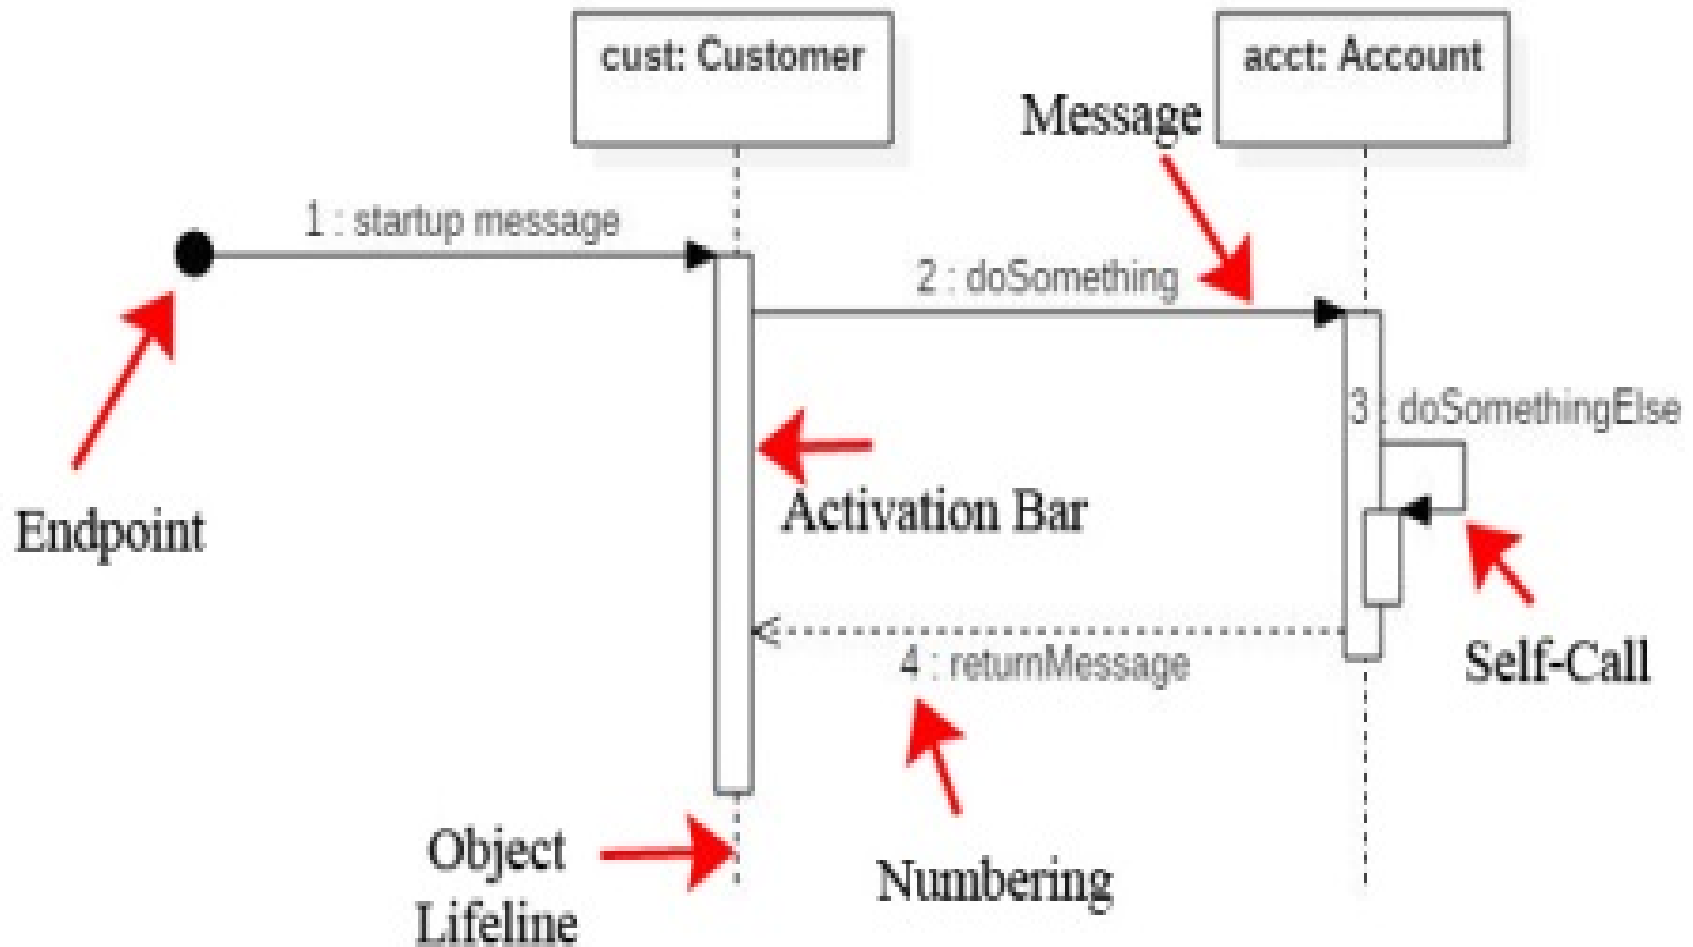 cust: Customer
acct: Account
Message
1 : startup message
2 : doSomething
3 : doSomethingElse
Activation Bar
Endpoint
4 : returnMessage
Self-Call
Object
Lifeline
Numbering